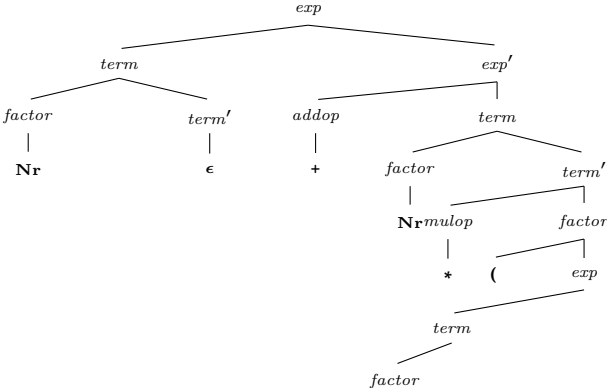 exp
term exp′
factor term′ addop term
Nr ϵ + factor term′
Nr mulop factor
* ( exp
term
factor